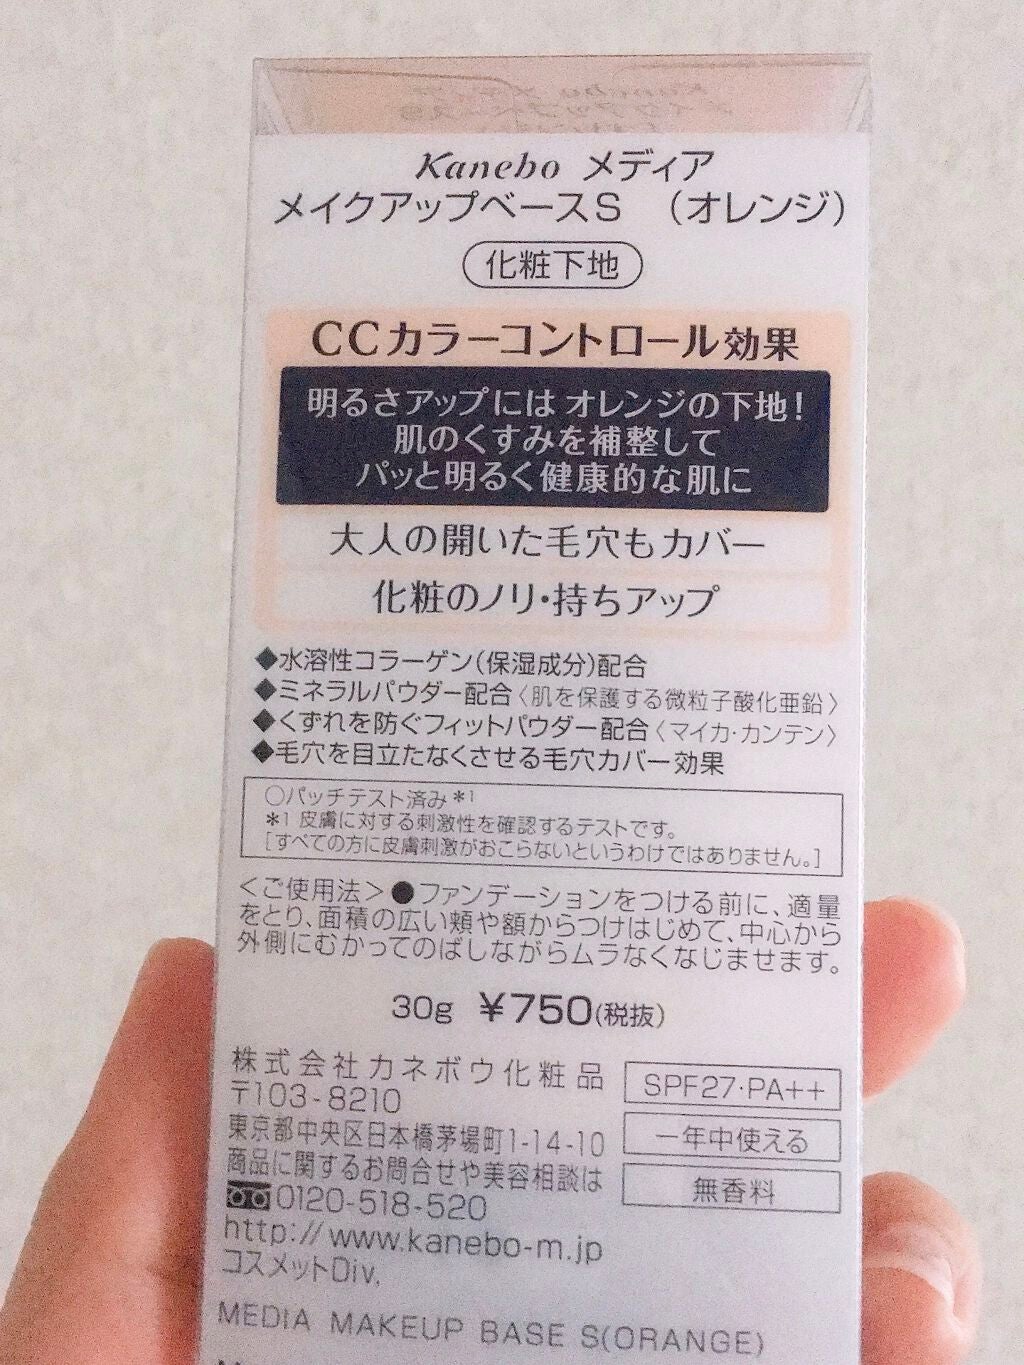 Kanebo メディア
メイクアップベースS （オレンジ）
化粧下地
CCカラーコントロール効果
明るさアップには オレンジの下地！
肌のくすみを補整して
パッと明るく健康的な肌に
大人の開いた毛穴もカバー
化粧のノリ・持ちアップ
◆水溶性コラーゲン（保湿成分）配合
◆ミネラルパウダー配合〈肌を保護する微粒子酸化亜鉛〉
◆くずれを防ぐフィットパウダー配合〈マイカ・カンテン〉
◆毛穴を目立たなくさせる毛穴カバー効果
○パッチテスト済み＊1
＊1 皮膚に対する刺激性を確認するテストです。
［すべての方に皮膚刺激がおこらないというわけではありません。］
＜ご使用法＞●ファンデーションをつける前に、適量
をとり、面積の広い頬や額からつけはじめて、中心から
外側にむかってのばしながらムラなくなじませます。
30g ￥750(税抜)
株式会社カネボウ化粧品
〒103-8210
東京都中央区日本橋茅場町1-14-10
商品に関するお問合せや美容相談は
0120-518-520
http://www.kanebo-m.jp
コスメットDiv.
SPF27・PA++
一年中使える
無香料
MEDIA MAKEUP BASE S(ORANGE)